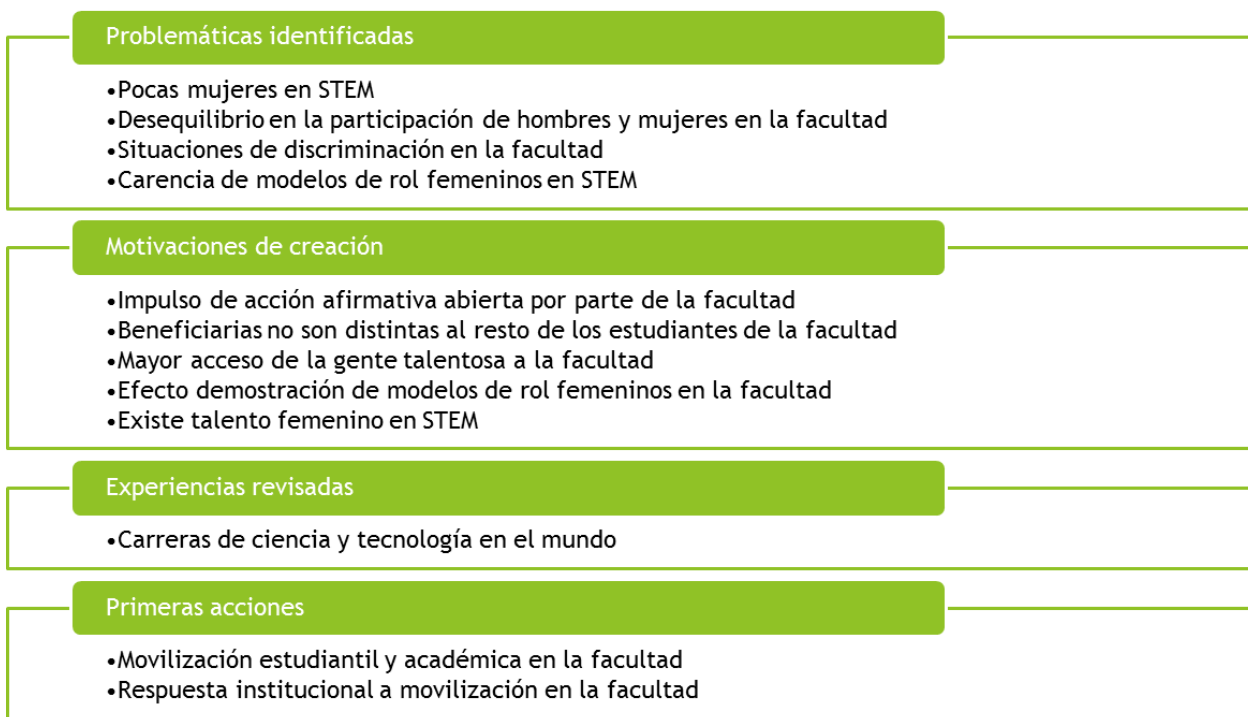 Problemáticas identificadas
•Pocas mujeres en STEM
•Desequilibrio en la participación de hombres y mujeres en la facultad
•Situaciones de discriminación en la facultad
•Carencia de modelos de rol femeninos en STEM
Motivaciones de creación
•Impulso de acción afirmativa abierta por parte de la facultad
•Beneficiarias no son distintas al resto de los estudiantes de la facultad
•Mayor acceso de la gente talentosa a la facultad
•Efecto demostración de modelos de rol femeninos en la facultad
•Existe talento femenino en STEM
Experiencias revisadas
•Carreras de ciencia y tecnología en el mundo
Primeras acciones
•Movilización estudiantil y académica en la facultad
•Respuesta institucional a movilización en la facultad